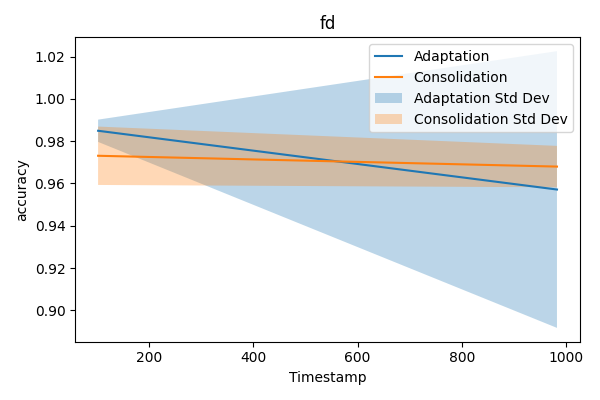 fd
Adaptation
Consolidation
Adaptation Std Dev
Consolidation Std Dev
accuracy
1.02
1.00
0.98
0.96
0.94
0.92
0.90
200 400 600 800 1000
Timestamp